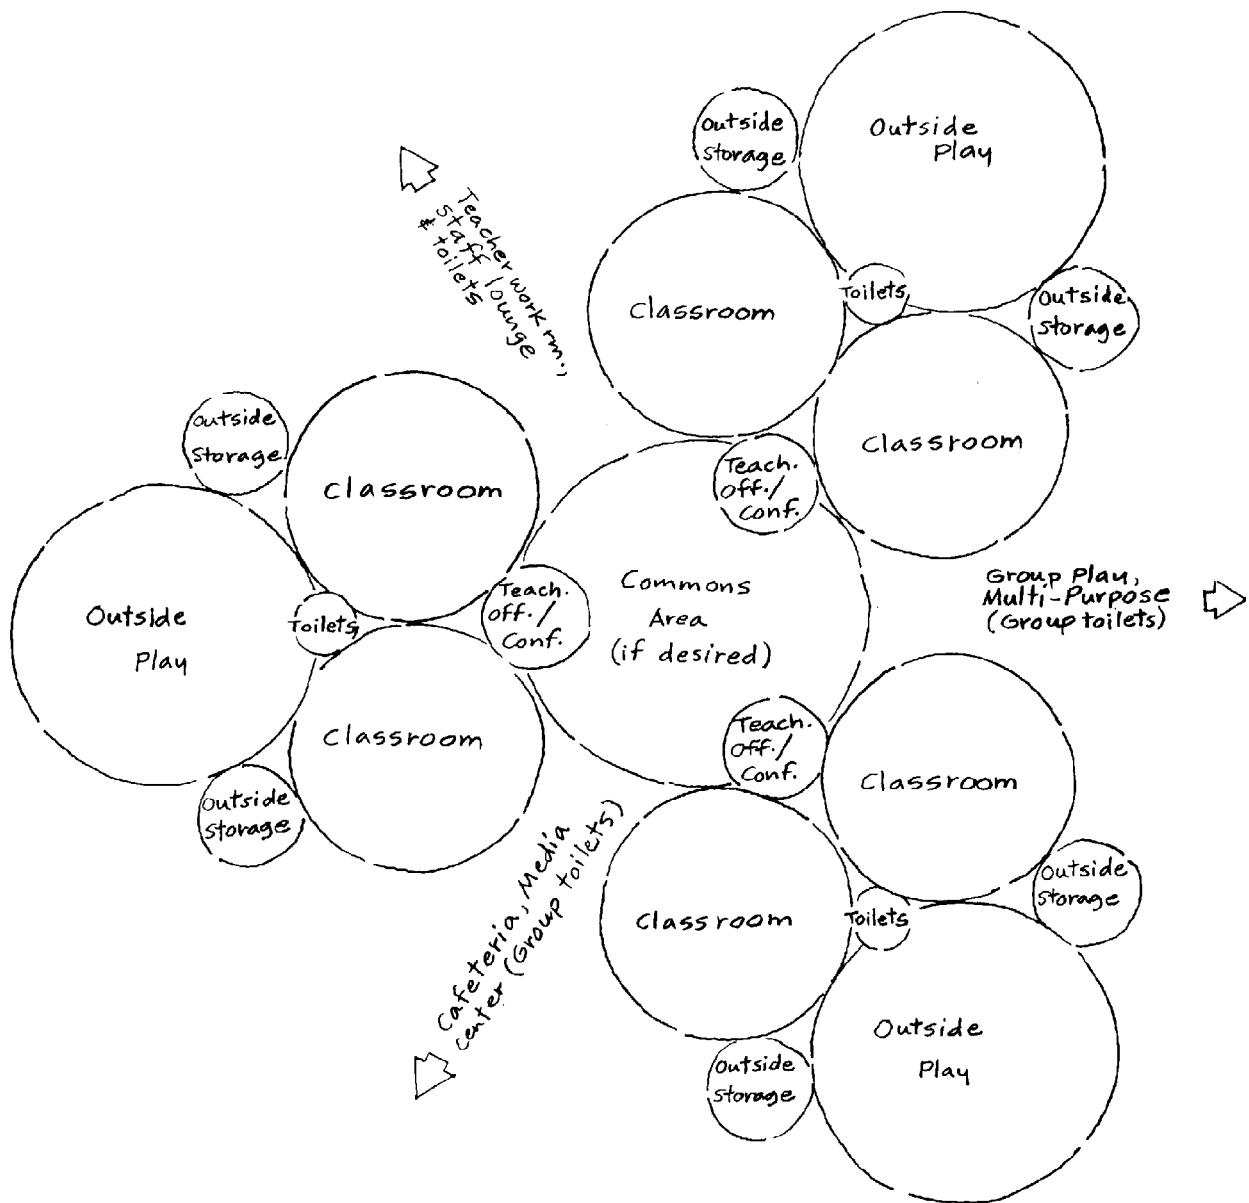 Outside
Play
Outside
Storage
Teacher work rm.,
staff lounge
& toilets
Classroom
Toilets
Outside
Storage
Classroom
Outside
Storage
Classroom
Teach.
Off./
Conf.
Outside
Play
Toilets
Teach.
Off./
Conf.
Commons
Area
(if desired)
Group Play,
Multi-Purpose
(Group toilets)
Classroom
Outside
Storage
Teach.
Off./
Conf.
Classroom
Cafeteria, Media
center (Group toilets)
Classroom
Toilets
Outside
Storage
Outside
Play
Outside
Storage